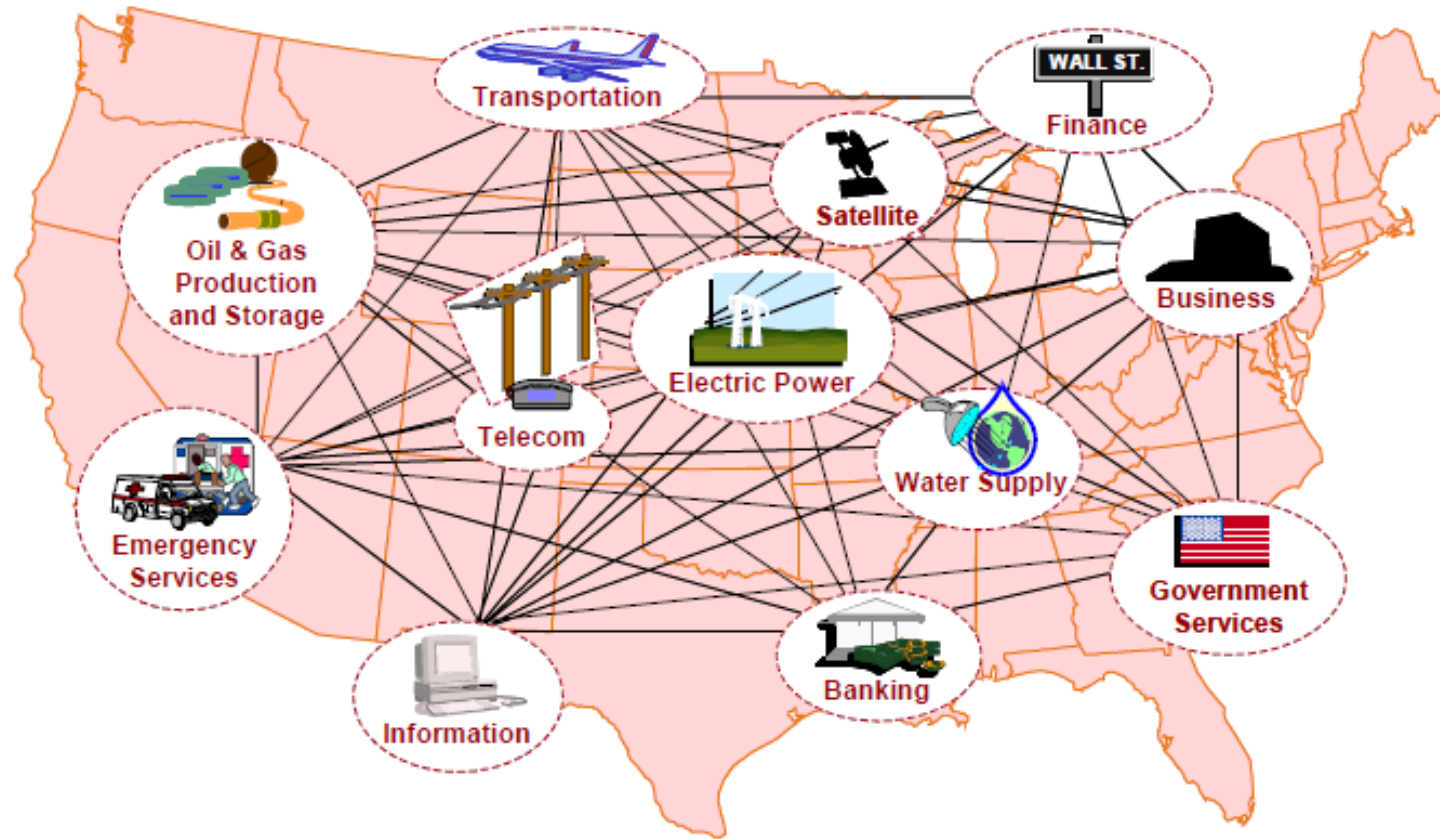 Transportation
WALL ST.
Finance
Satellite
Oil & Gas
Production
and Storage
Business
Electric Power
Telecom
Water Supply
Emergency
Services
Government
Services
Banking
Information